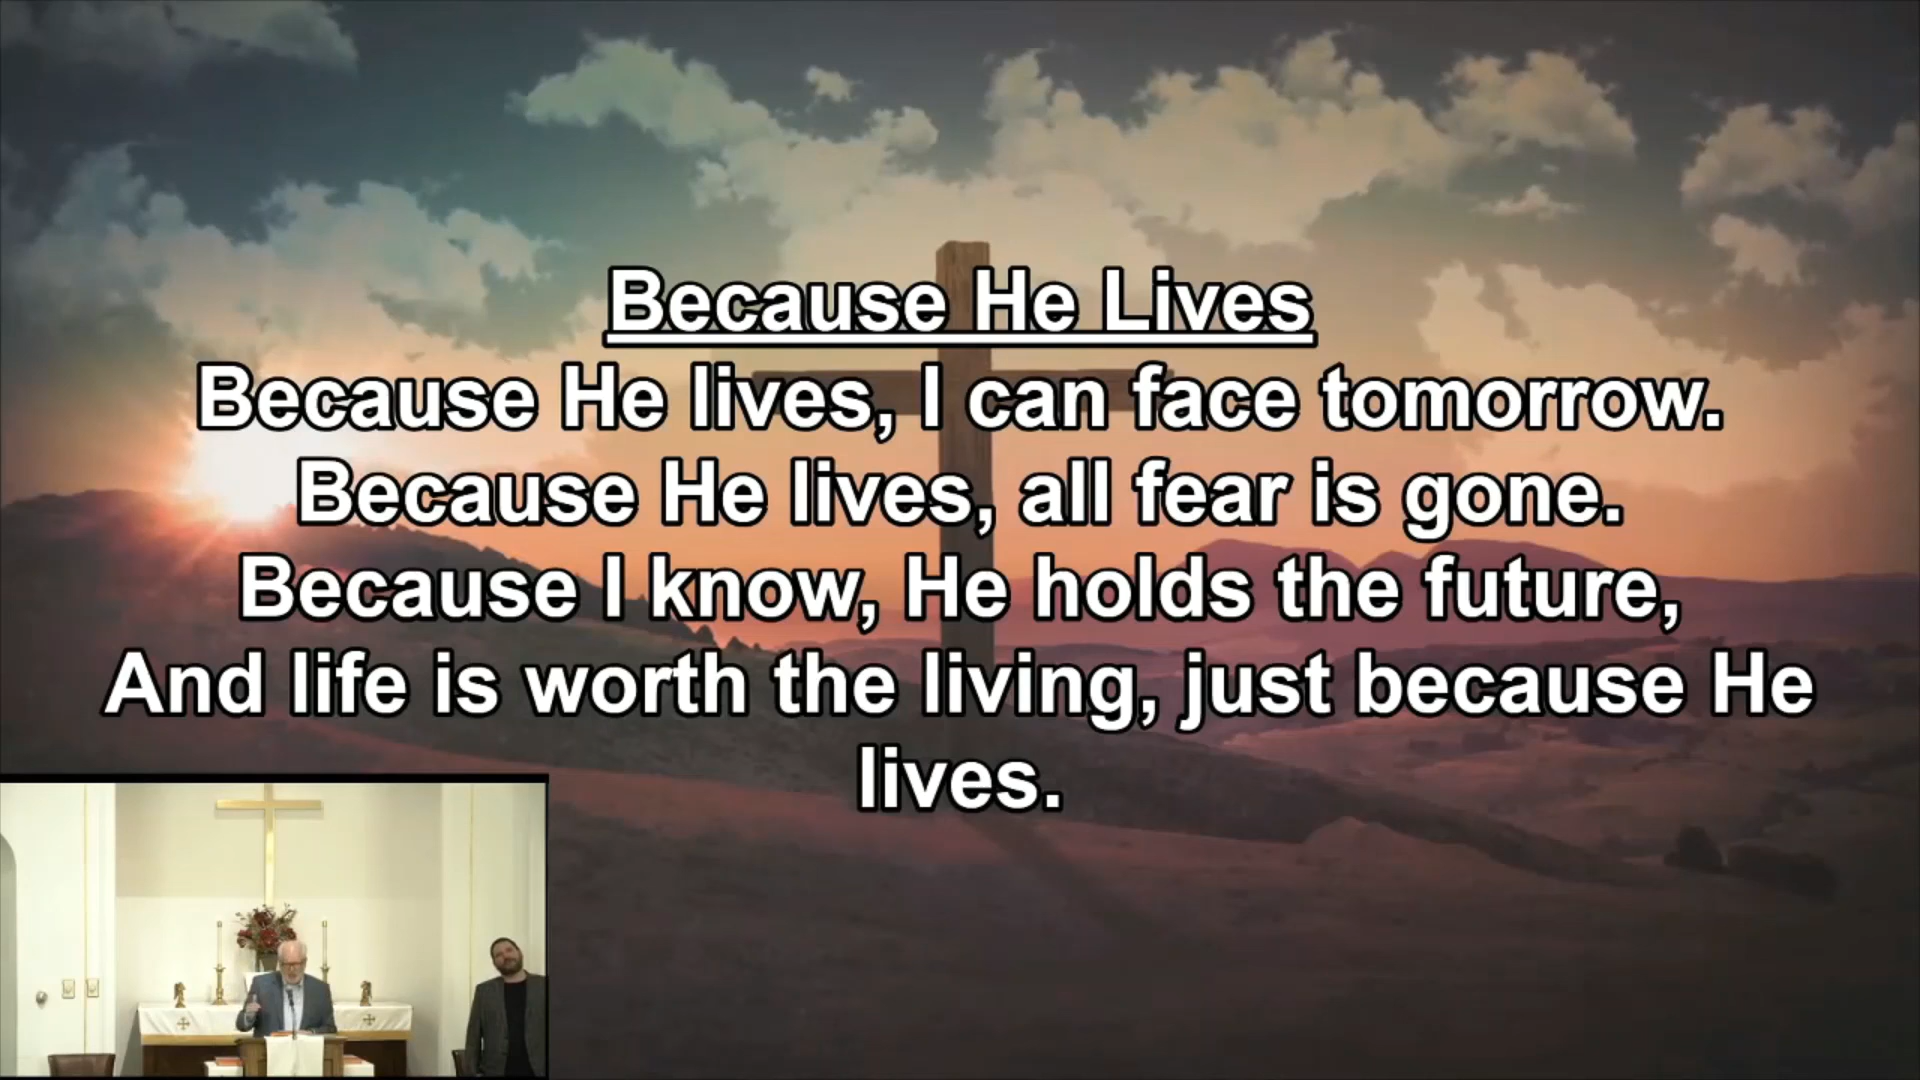 Because He Lives
Because He lives, I can face tomorrow.
Because He lives, all fear is gone.
Because I know, He holds the future,
And life is worth the living, just because He
lives.